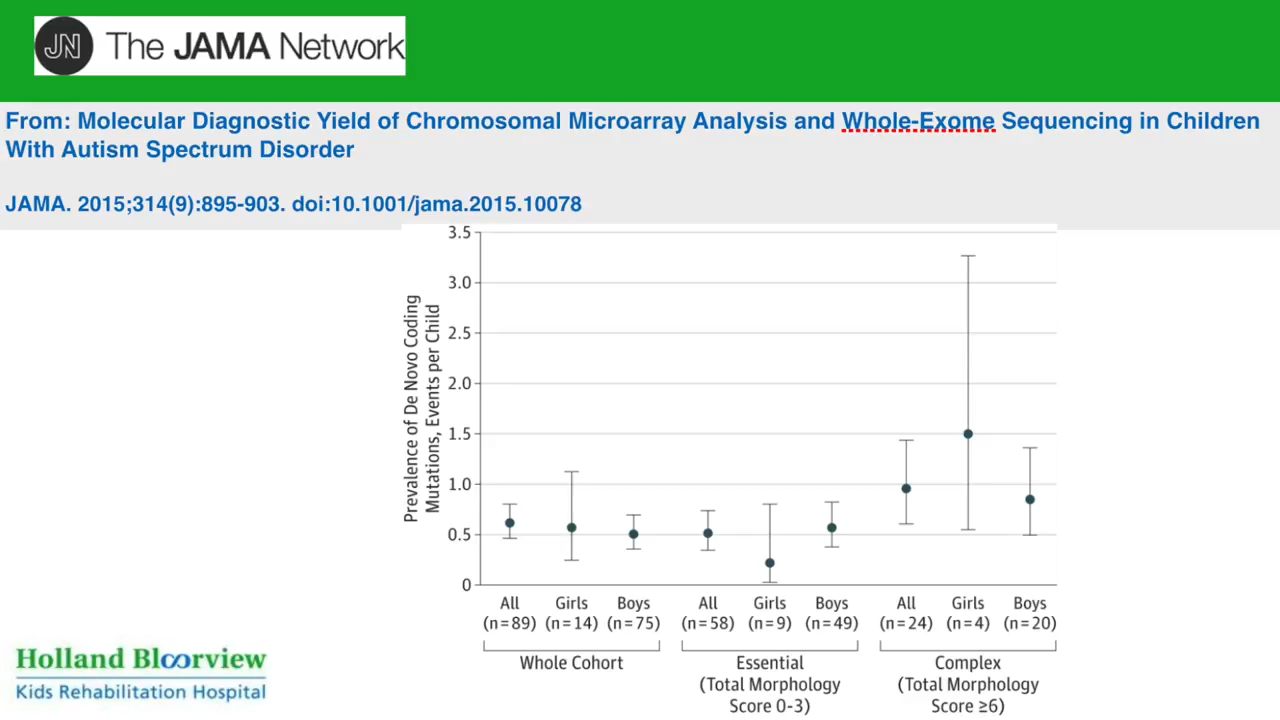 JN The JAMA Network
From: Molecular Diagnostic Yield of Chromosomal Microarray Analysis and Whole-Exome Sequencing in Children
With Autism Spectrum Disorder
JAMA. 2015;314(9):895-903. doi:10.1001/jama.2015.10078
Prevalence of De Novo Coding
Mutations, Events per Child
3.5
3.0
2.5
2.0
1.5
1.0
0.5
0
All Girls Boys All Girls Boys All Girls Boys
(n=89) (n=14) (n=75) (n=58) (n=9) (n=49) (n=24) (n=4) (n=20)
Whole Cohort Essential Complex
(Total Morphology (Total Morphology
Score 0-3) Score ≥6)
Holland Bloorview
Kids Rehabilitation Hospital